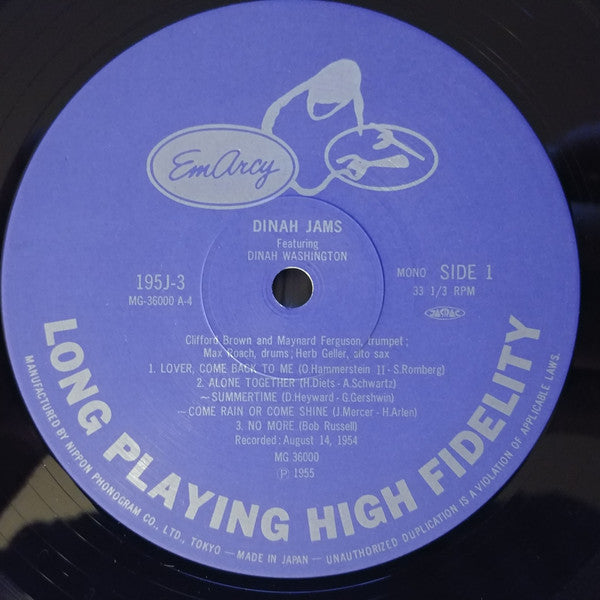 EmArcy
DINAH JAMS
Featuring
DINAH WASHINGTON
195J-3
MG-36000 A-4
MONO SIDE 1
33 1/3 RPM
JASRAC
Clifford Brown and Maynard Ferguson, trumpet;
Max Roach, drums; Herb Geller, sito sax
1. LOVER, COME BACK TO ME (O.Hammerstein II - S.Romberg)
2. ALONE TOGETHER (H.Diets - A.Schwartz)
~SUMMERTIME (D.Heyward - G.Gershwin)
~COME RAIN OR COME SHINE (J.Mercer - H.Arlen)
3. NO MORE (Bob Russell)
Recorded: August 14, 1954
MG 36000
Ⓟ 1955
LONG PLAYING HIGH FIDELITY
MANUFACTURED BY NIPPON PHONOGRAM CO., LTD., TOKYO — MADE IN JAPAN — UNAUTHORIZED DUPLICATION IS A VIOLATION OF APPLICABLE LAWS.